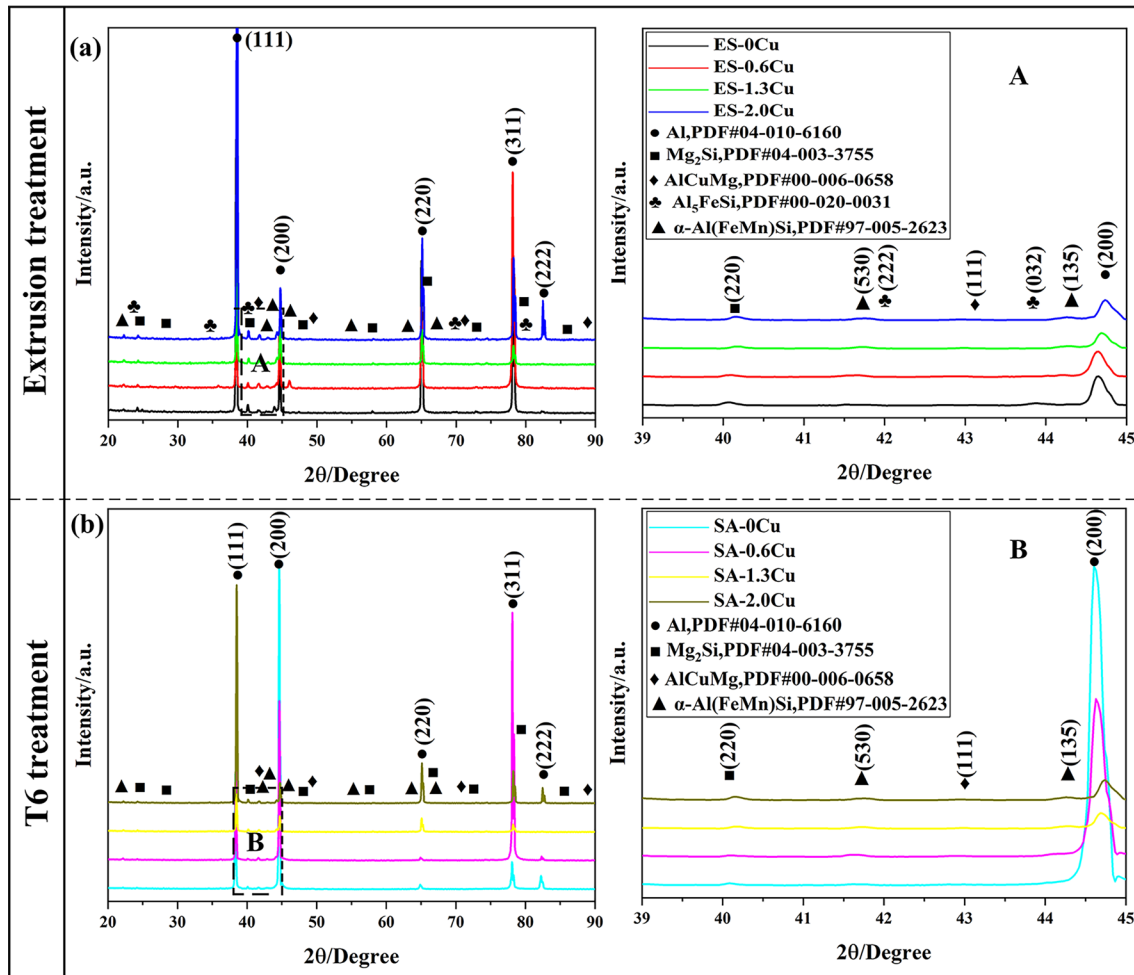 Extrusion treatment
(a)
(111)
(200)
(220)
(311)
(222)
A
Intensity/a.u.
20 30 40 50 60 70 80 90
2θ/Degree
ES-0Cu
ES-0.6Cu
ES-1.3Cu
ES-2.0Cu
Al,PDF#04-010-6160
Mg₂Si,PDF#04-003-3755
AlCuMg,PDF#00-006-0658
Al₅FeSi,PDF#00-020-0031
α-Al(FeMn)Si,PDF#97-005-2623
A
(220)
(530)
(222)
(111)
(032)
(135)
(200)
Intensity/a.u.
39 40 41 42 43 44 45
2θ/Degree
T6 treatment
(b)
(111)
(200)
(220)
(311)
(222)
B
Intensity/a.u.
20 30 40 50 60 70 80 90
2θ/Degree
SA-0Cu
SA-0.6Cu
SA-1.3Cu
SA-2.0Cu
Al,PDF#04-010-6160
Mg₂Si,PDF#04-003-3755
AlCuMg,PDF#00-006-0658
α-Al(FeMn)Si,PDF#97-005-2623
B
(220)
(530)
(111)
(135)
(200)
Intensity/a.u.
39 40 41 42 43 44 45
2θ/Degree